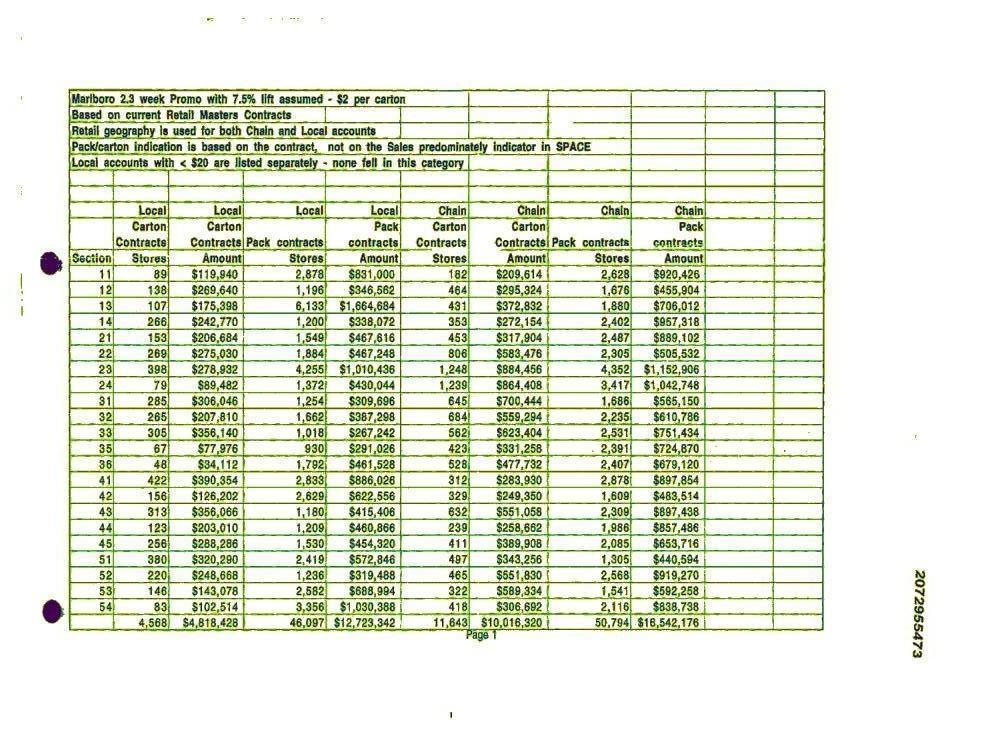 Marlboro 2,3 week Promo with 7.5% lift assumed - $2 per carton
Based on current Retail Masters Contracts
Retail geography is used for both Chain and Local accounts
Pack/carton indication is based on the contract, not on the Sales predominately indicator in SPACE
Local accounts with < $20 are listed separately - none fell in this category
Local Local Local Local Chain Chain Chain Chain
Carton Carton Pack Carton Carton Pack
Contracts Contracts Pack contracts contracts Contracts Contracts Pack contracts contracts
Section Stores Amount Stores Amount Stores Amount Stores Amount
11 89 $119,940 2,878 $831,000 182 $209,614 2,628 $920,426
12 138 $269,640 1,196 $346,562 464 $295,324 1,676 $455,904
13 107 $175,398 6,133 $1,664,684 431 $372,832 1,880 $706,012
14 266 $242,770 1,200 $338,072 353 $272,154 2,402 $957,318
21 153 $206,684 1,549 $467,616 453 $317,904 2,487 $889,102
22 269 $275,030 1,884 $467,248 806 $583,476 2,305 $505,532
23 398 $278,932 4,255 $1,010,436 1,248 $884,456 4,352 $1,152,906
24 79 $89,482 1,372 $430,044 1,239 $864,408 3,417 $1,042,748
31 285 $306,046 1,254 $309,696 645 $700,444 1,686 $565,150
32 265 $207,810 1,662 $387,298 684 $559,294 2,235 $610,786
33 305 $356,140 1,018 $267,242 562 $623,404 2,531 $751,434
35 67 $77,976 930 $291,026 423 $331,258 2,391 $724,870
36 48 $34,112 1,792 $461,528 528 $477,732 2,407 $679,120
41 422 $390,354 2,833 $886,026 312 $283,930 2,878 $897,854
42 156 $126,202 2,629 $622,556 329 $249,350 1,609 $483,514
43 313 $356,066 1,180 $415,406 632 $551,058 2,309 $897,438
44 123 $203,010 1,209 $460,866 239 $258,662 1,986 $857,486
45 256 $288,286 1,530 $454,320 411 $389,908 2,085 $653,716
51 380 $320,290 2,419 $572,846 497 $343,256 1,305 $440,594
52 220 $248,668 1,236 $319,488 465 $551,830 2,568 $919,270
53 146 $143,078 2,582 $688,994 322 $589,334 1,541 $592,258
54 83 $102,514 3,356 $1,030,388 418 $306,692 2,116 $838,738
4,568 $4,818,428 46,097 $12,723,342 11,643 $10,016,320 50,794 $16,542,176
Page 1
2072955473